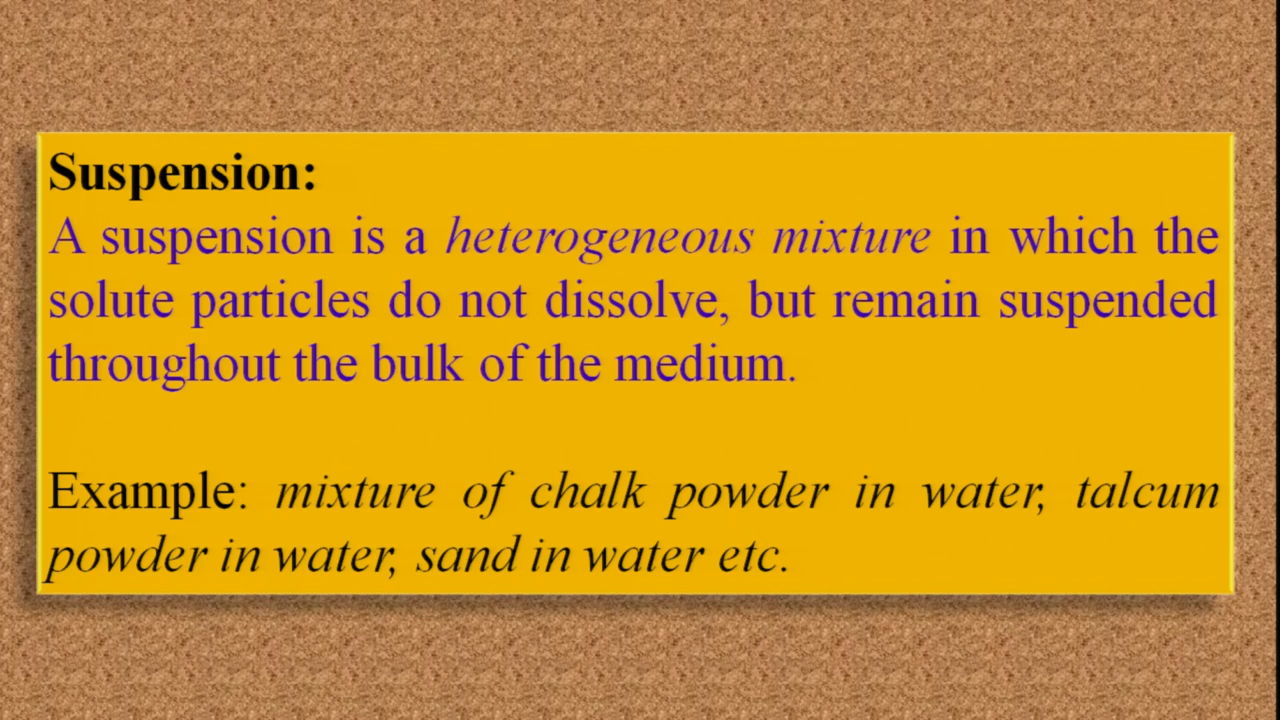 Suspension:
A suspension is a heterogeneous mixture in which the
solute particles do not dissolve, but remain suspended
throughout the bulk of the medium.
Example: mixture of chalk powder in water, talcum
powder in water, sand in water etc.